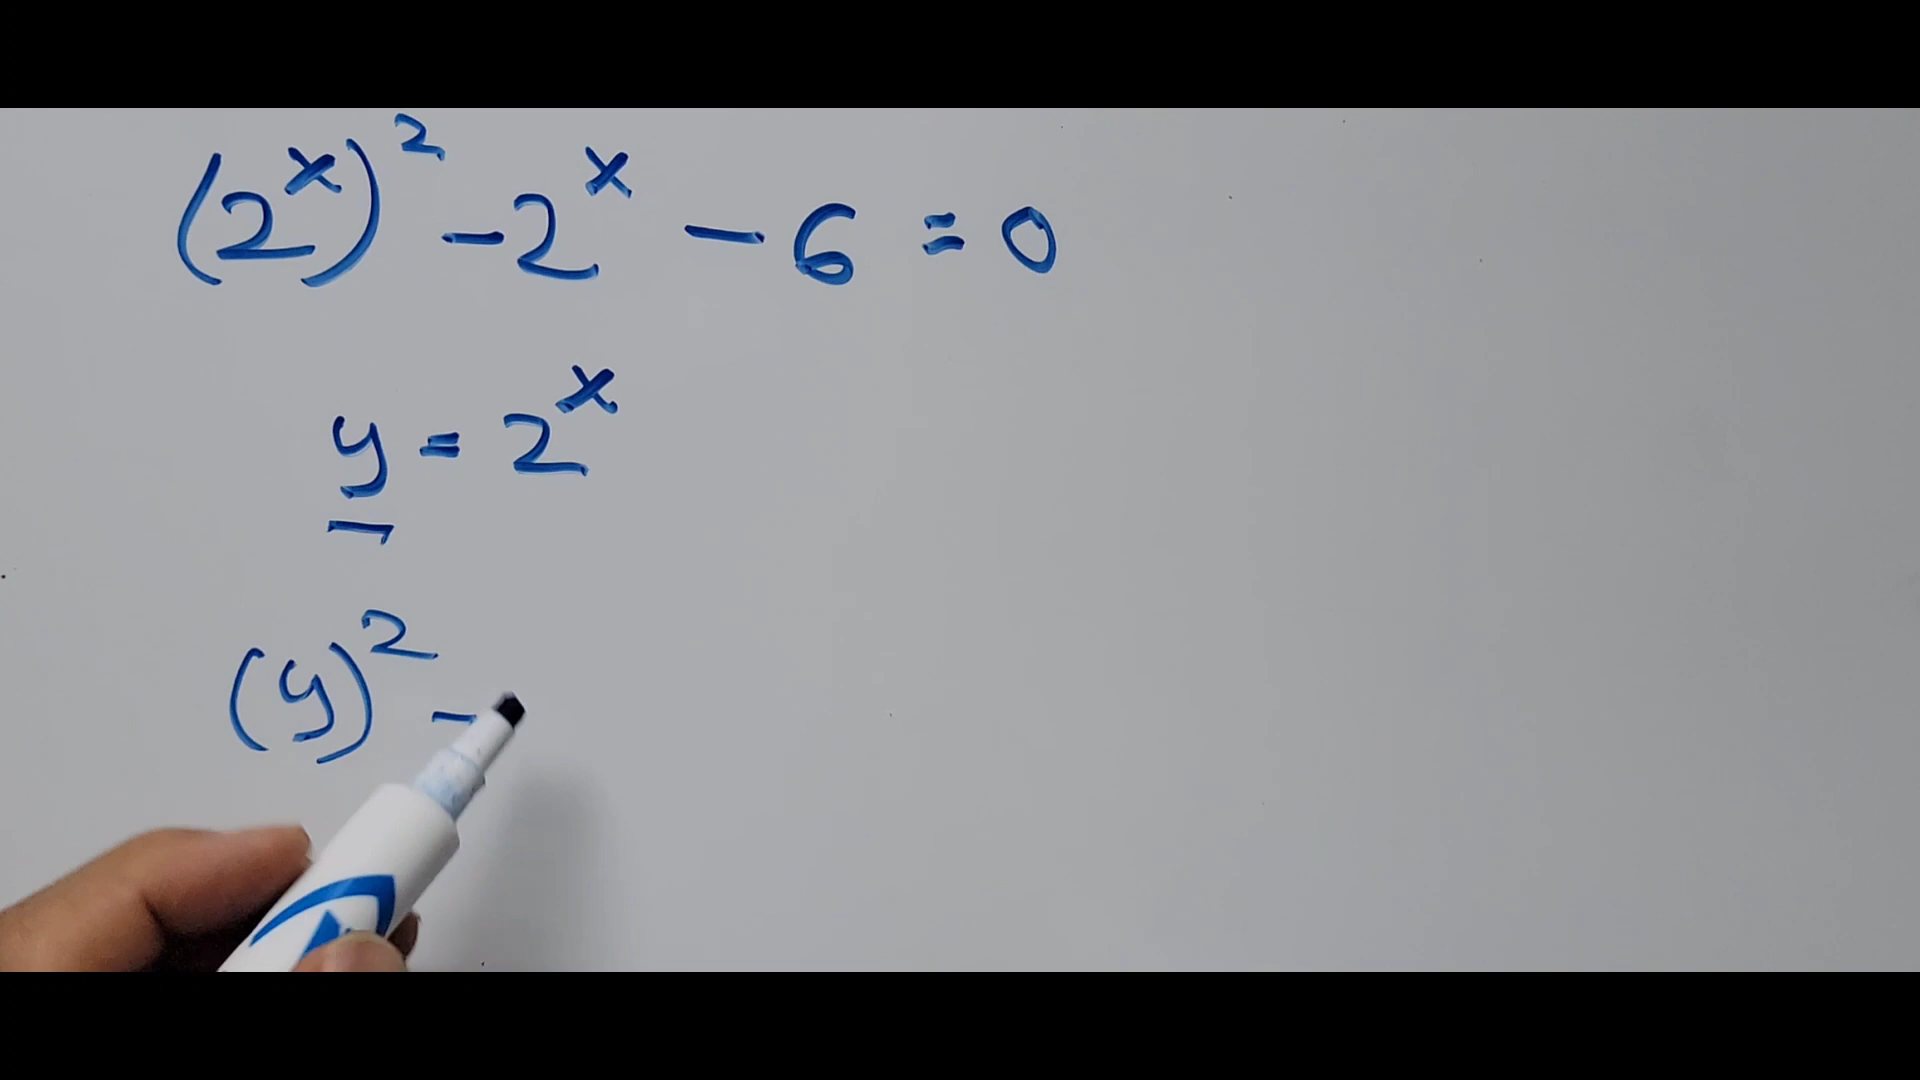 (2^x)^2 - 2^x - 6 = 0
y = 2^x
(y)^2 -